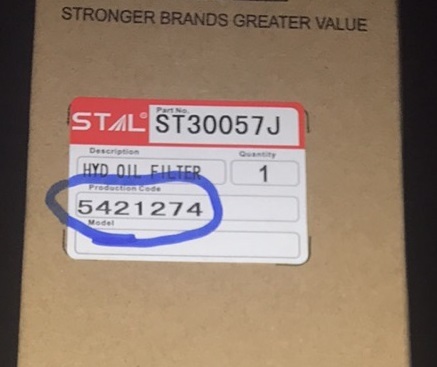 STRONGER BRANDS GREATER VALUE
STAL® Part No. ST30057J
Description Quantity
HYD OIL FILTER 1
Production Code
5421274
Model